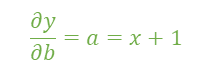 ∂y/∂b = a = x + 1